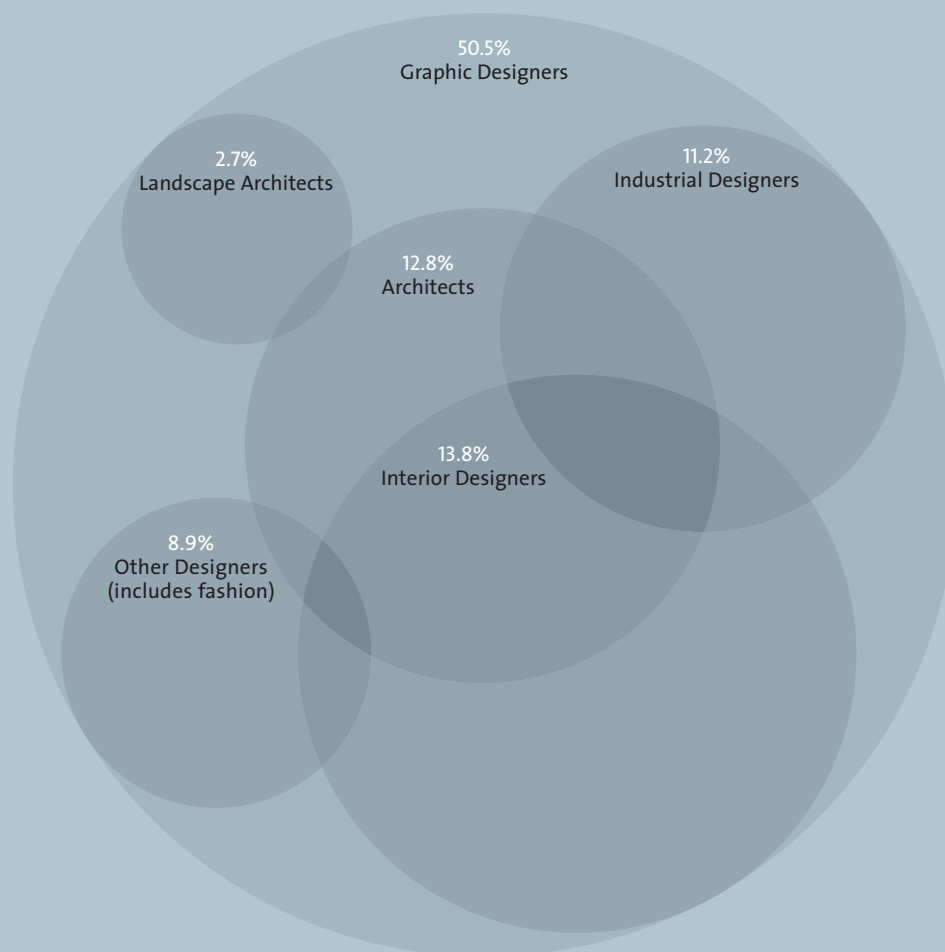 50.5%
Graphic Designers
2.7%
Landscape Architects
11.2%
Industrial Designers
12.8%
Architects
13.8%
Interior Designers
8.9%
Other Designers
(includes fashion)